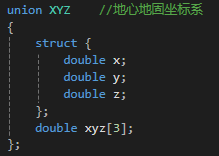 union XYZ    //地心地固坐标系
{
    struct {
        double x;
        double y;
        double z;
    };
    double xyz[3];
};